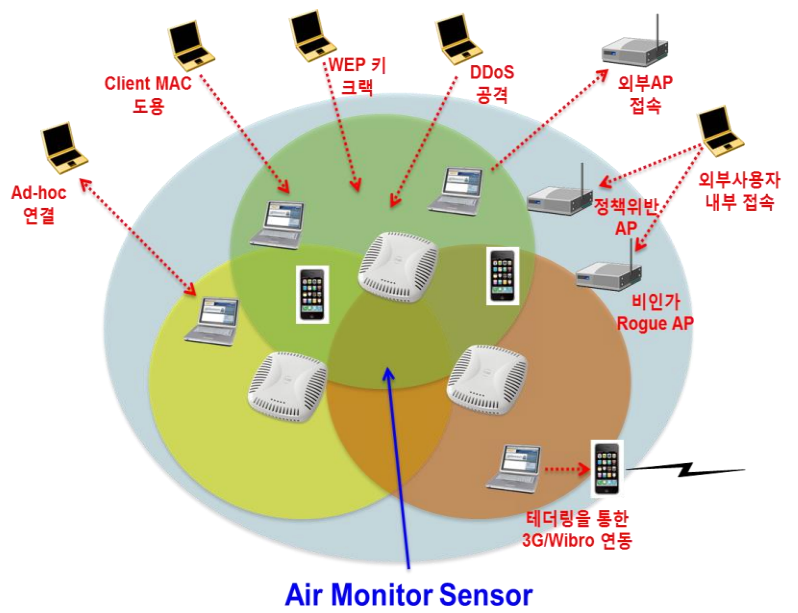 Client MAC
도용
WEP 키
크랙
DDoS
공격
외부AP
접속
Ad-hoc
연결
정책위반
AP
외부사용자
내부 접속
비인가
Rogue AP
테더링을 통한
3G/Wibro 연동
Air Monitor Sensor